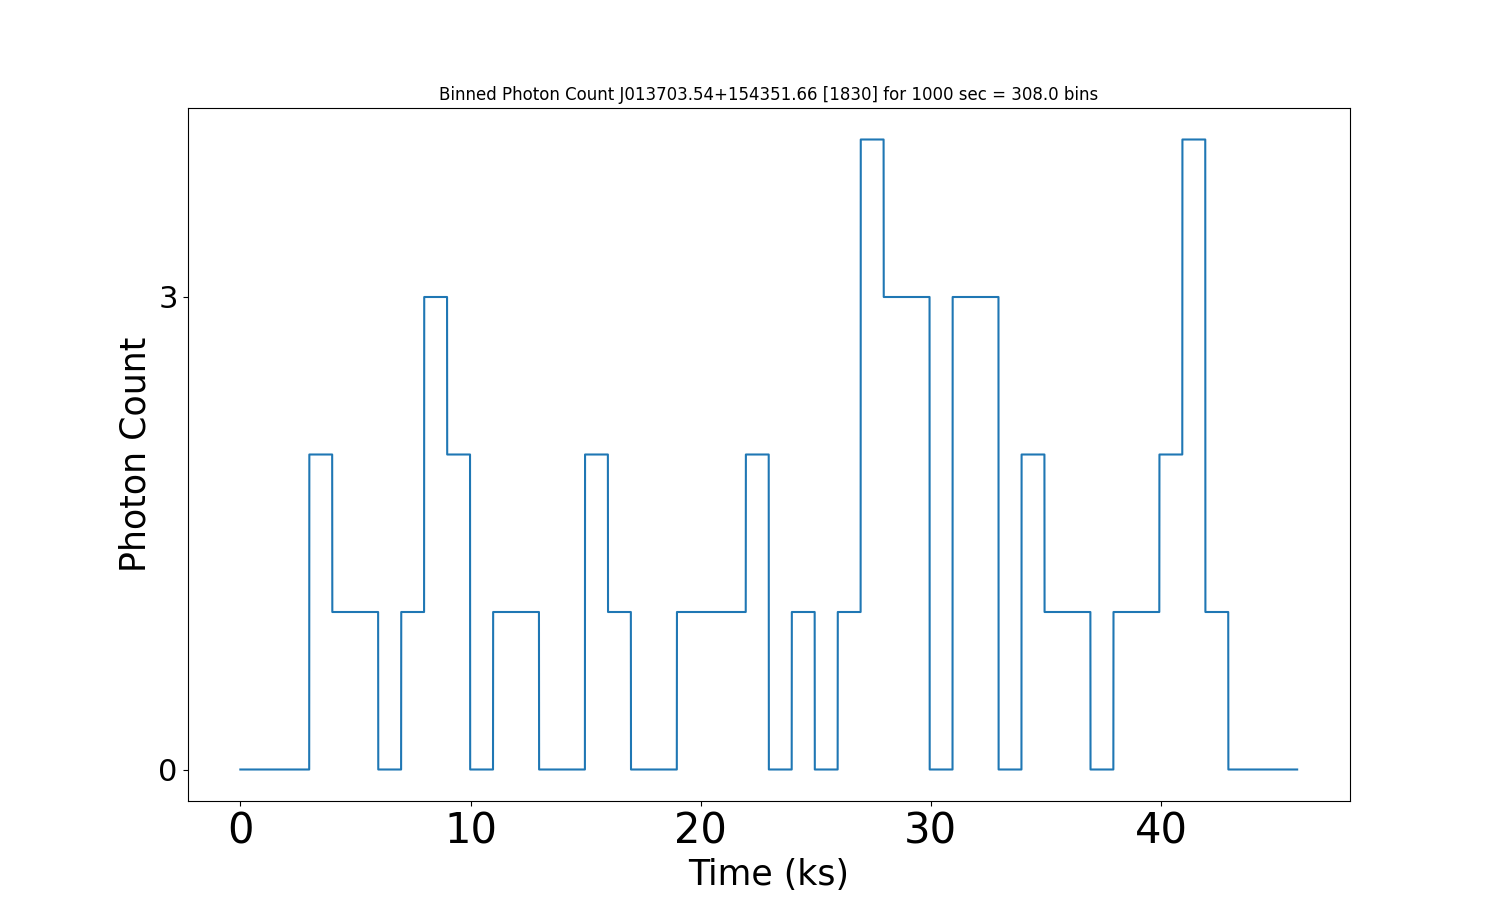 Binned Photon Count J013703.54+154351.66 [1830] for 1000 sec = 308.0 bins
3
Photon Count
0
0 10 20 30 40
Time (ks)